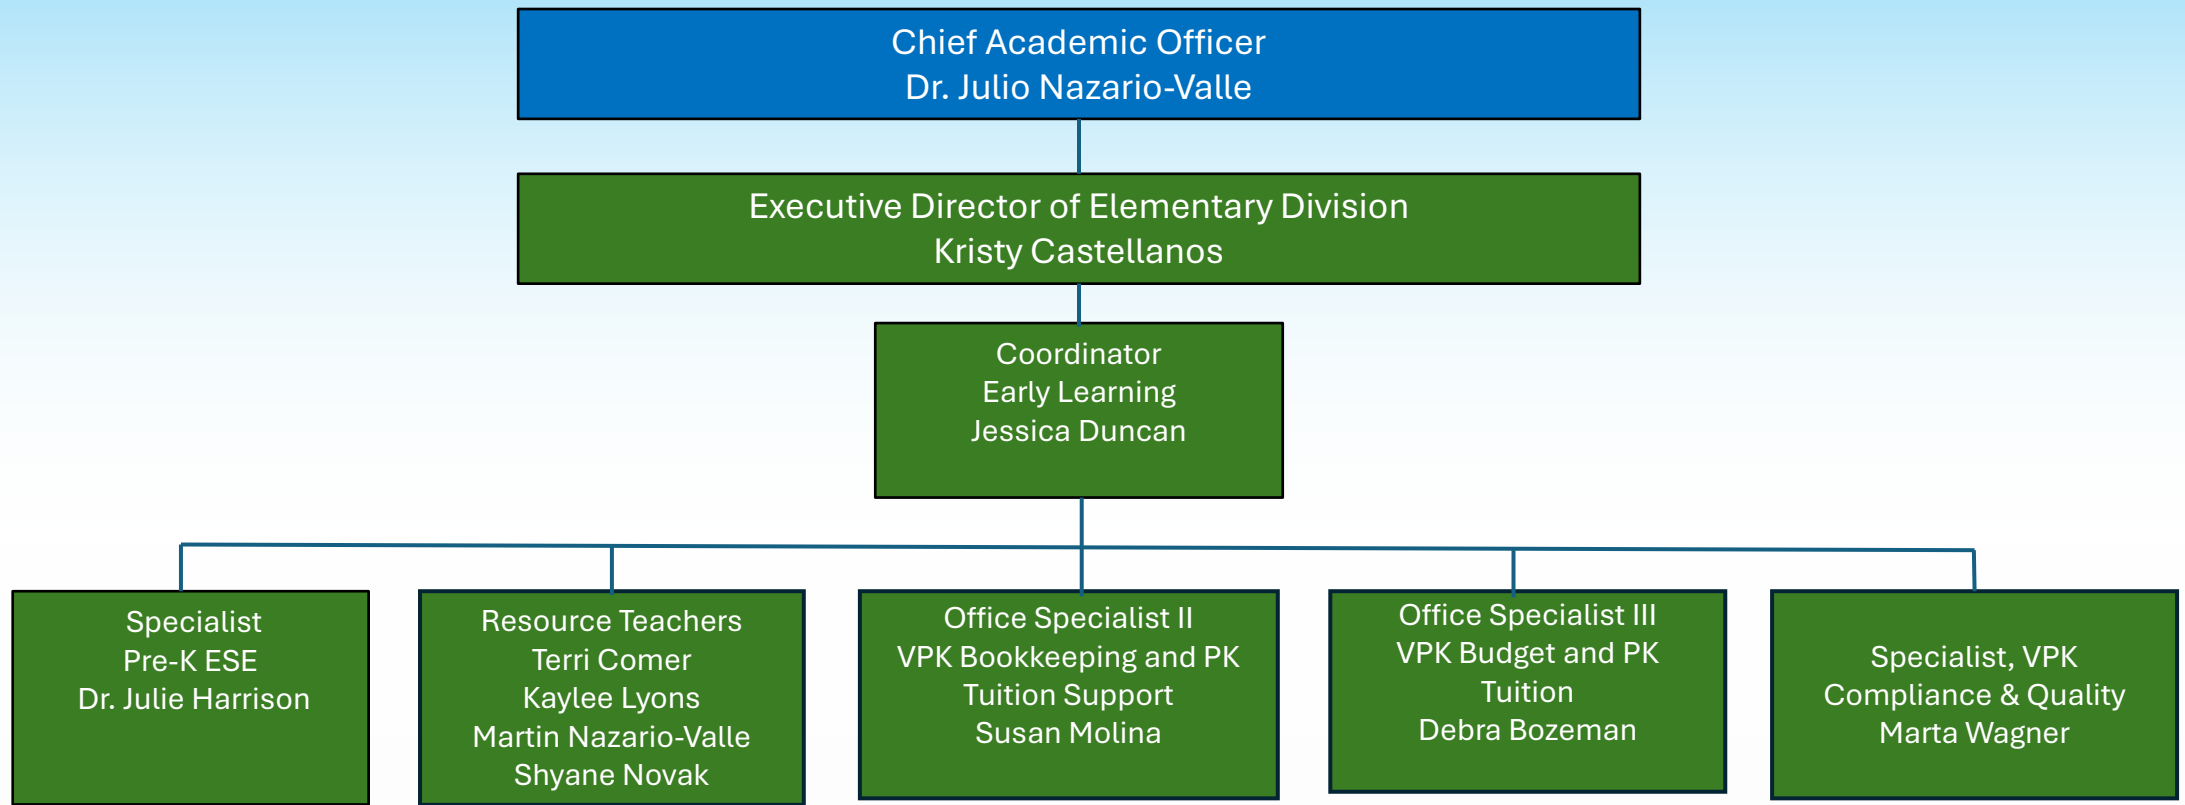 Chief Academic Officer
Dr. Julio Nazario-Valle
Executive Director of Elementary Division
Kristy Castellanos
Coordinator
Early Learning
Jessica Duncan
Specialist
Pre-K ESE
Dr. Julie Harrison
Resource Teachers
Terri Comer
Kaylee Lyons
Martin Nazario-Valle
Shyane Novak
Office Specialist II
VPK Bookkeeping and PK
Tuition Support
Susan Molina
Office Specialist III
VPK Budget and PK
Tuition
Debra Bozeman
Specialist, VPK
Compliance & Quality
Marta Wagner